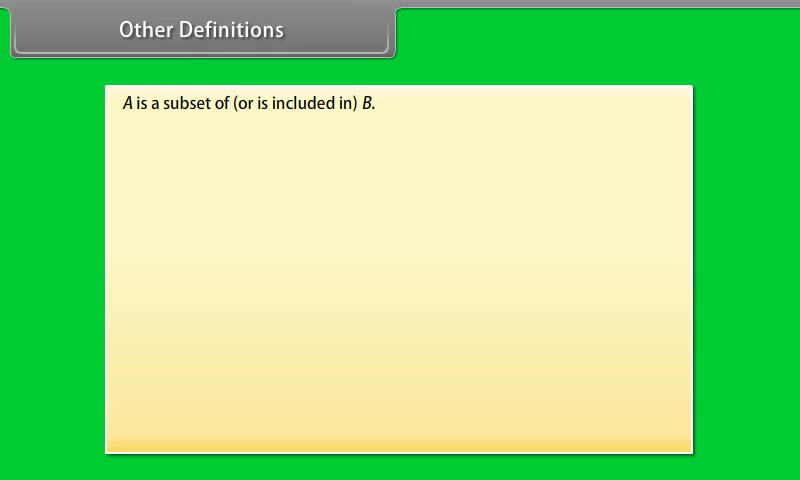 Other Definitions
A is a subset of (or is included in) B.